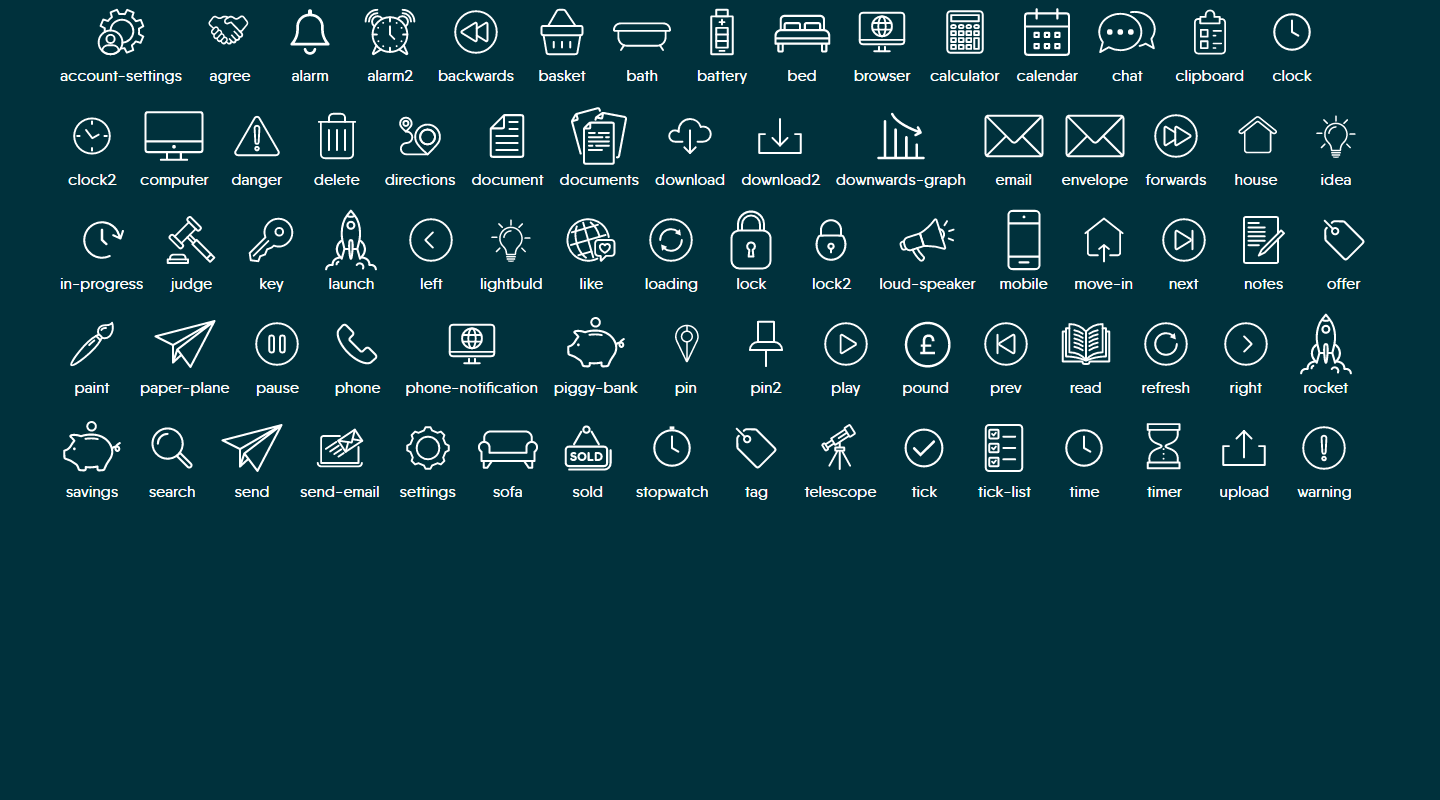 account-settings agree alarm alarm2 backwards basket bath battery bed browser calculator calendar chat clipboard clock
clock2 computer danger delete directions document documents download download2 downwards-graph email envelope forwards house idea
in-progress judge key launch left lightbuld like loading lock lock2 loud-speaker mobile move-in next notes offer
£
paint paper-plane pause phone phone-notification piggy-bank pin pin2 play pound prev read refresh right rocket
SOLD
savings search send send-email settings sofa sold stopwatch tag telescope tick tick-list time timer upload warning